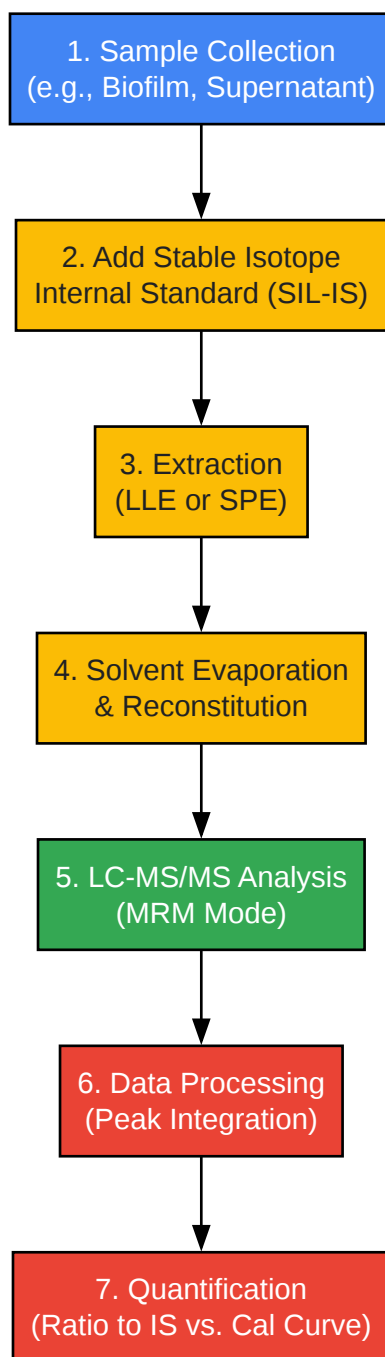 1. Sample Collection
(e.g., Biofilm, Supernatant)
2. Add Stable Isotope
Internal Standard (SIL-IS)
3. Extraction
(LLE or SPE)
4. Solvent Evaporation
& Reconstitution
5. LC-MS/MS Analysis
(MRM Mode)
6. Data Processing
(Peak Integration)
7. Quantification
(Ratio to IS vs. Cal Curve)